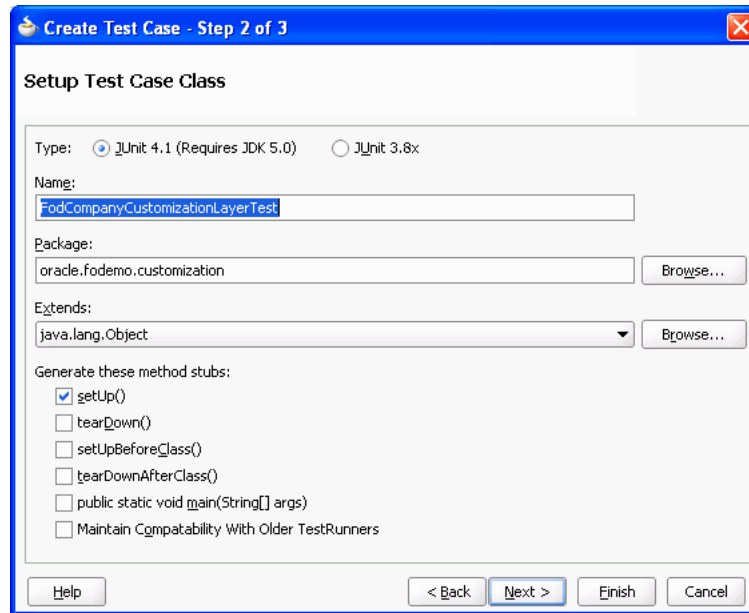 Create Test Case - Step 2 of 3
Setup Test Case Class
Type: JUnit 4.1 (Requires JDK 5.0) JUnit 3.8x
Name:
FodCompanyCustomizationLayerTest
Package:
oracle.fodemo.customization Browse...
Extends:
java.lang.Object Browse...
Generate these method stubs:
setUp()
tearDown()
setUpBeforeClass()
tearDownAfterClass()
public static void main(String[] args)
Maintain Compatability With Older TestRunners
Help < Back Next > Finish Cancel